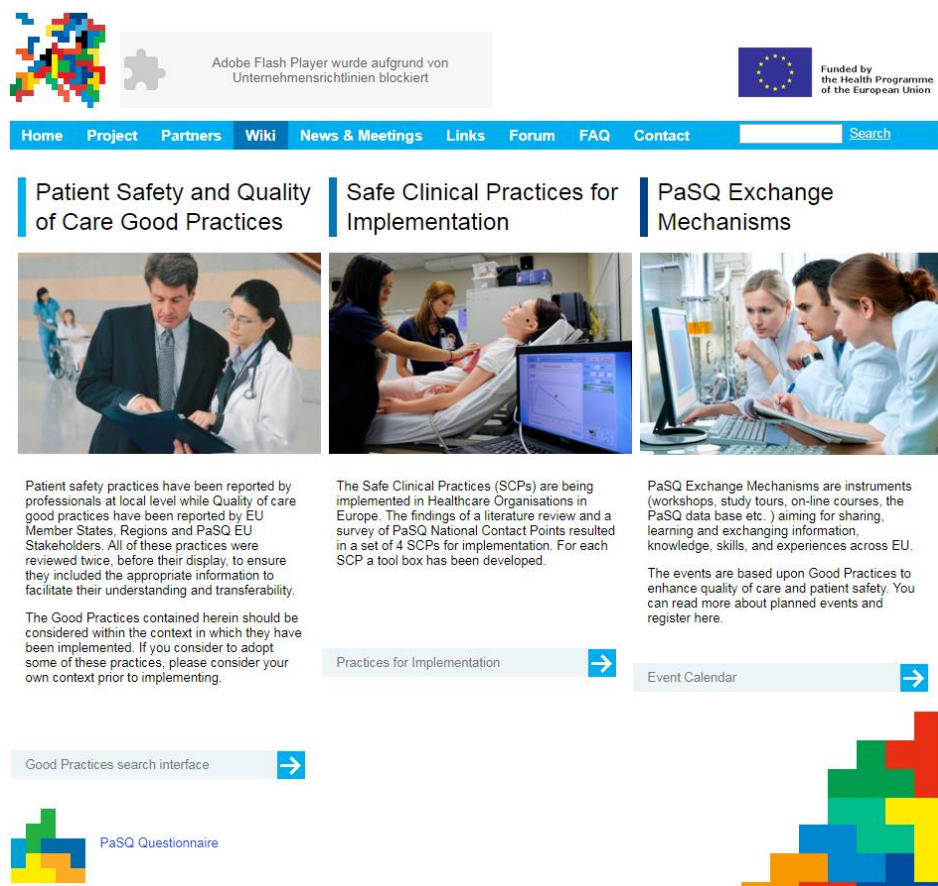 Adobe Flash Player wurde aufgrund von
Unternehmensrichtlinien blockiert
Funded by
the Health Programme
of the European Union
Home Project Partners Wiki News & Meetings Links Forum FAQ Contact Search
Patient Safety and Quality
of Care Good Practices
Patient safety practices have been reported by
professionals at local level while Quality of care
good practices have been reported by EU
Member States, Regions and PaSQ EU
Stakeholders. All of these practices were
reviewed twice, before their display, to ensure
they included the appropriate information to
facilitate their understanding and transferability.
The Good Practices contained herein should be
considered within the context in which they have
been implemented. If you consider to adopt
some of these practices, please consider your
own context prior to implementing.
Good Practices search interface
Safe Clinical Practices for
Implementation
The Safe Clinical Practices (SCPs) are being
implemented in Healthcare Organisations in
Europe. The findings of a literature review and a
survey of PaSQ National Contact Points resulted
in a set of 4 SCPs for implementation. For each
SCP a tool box has been developed.
Practices for Implementation
PaSQ Exchange
Mechanisms
PaSQ Exchange Mechanisms are instruments
(workshops, study tours, on-line courses, the
PaSQ data base etc. ) aiming for sharing,
learning and exchanging information,
knowledge, skills, and experiences across EU.
The events are based upon Good Practices to
enhance quality of care and patient safety. You
can read more about planned events and
register here.
Event Calendar
PaSQ Questionnaire